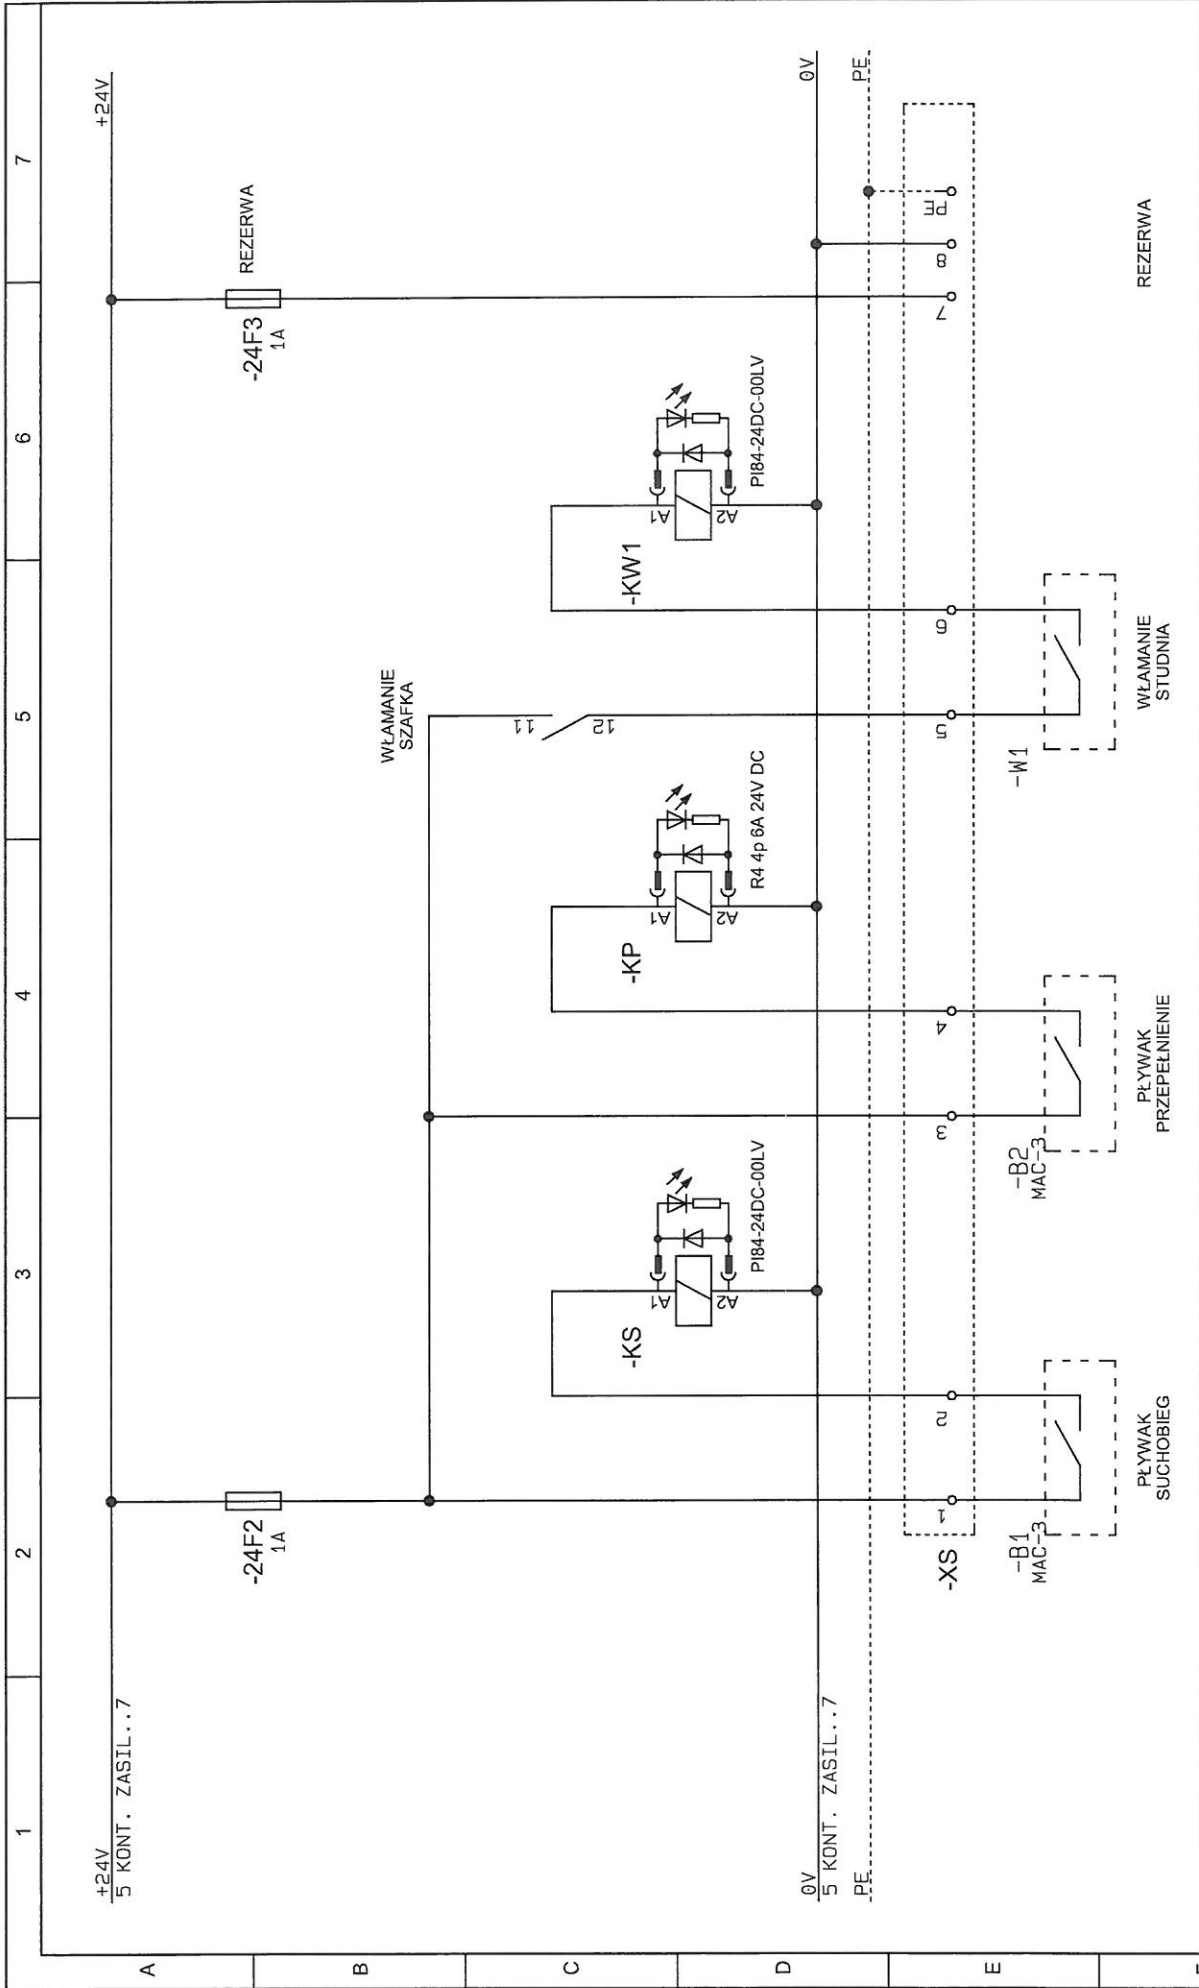 1
2
3
4
5
6
7
A
B
C
D
E
+24V
5 KONT. ZASIL..7
+24V
-24F2
1A
-24F3
1A
REZERWA
WŁAMANIE
SZAFKA
11
12
-KS
A1
A2
PI84-24DC-00LV
-KP
A1
A2
R4 4p 6A 24V DC
-KW1
A1
A2
PI84-24DC-00LV
0V
5 KONT. ZASIL..7
0V
PE
PE
-XS
1
2
3
4
5
6
7
8
PE
-B1
MAC-3
-B2
MAC-3
-W1
PŁYWAK
SUCHOBIEG
PŁYWAK
PRZEPEŁNIENIE
WŁAMANIE
STUDNIA
REZERWA